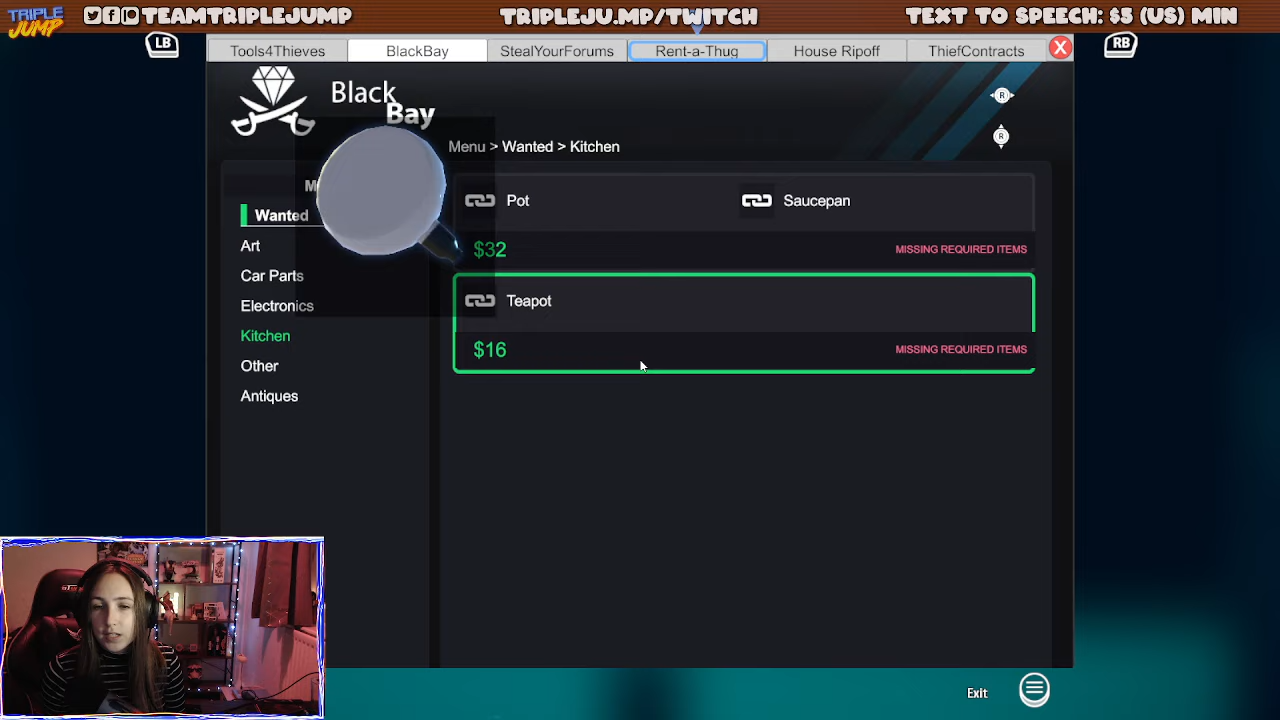 TRIPLE JUMP
TEAMTRIPLEJUMP
TRIPLEJU.MP/TWITCH
TEXT TO SPEECH: $5 (US) MIN
LB
Tools4Thieves
BlackBay
StealYourForums
Rent-a-Thug
House Ripoff
ThiefContracts
X
RB
Black
Bay
R
R
Menu > Wanted > Kitchen
M
Wanted
Art
Car Parts
Electronics
Kitchen
Other
Antiques
Pot
Saucepan
$32
MISSING REQUIRED ITEMS
Teapot
$16
MISSING REQUIRED ITEMS
Exit